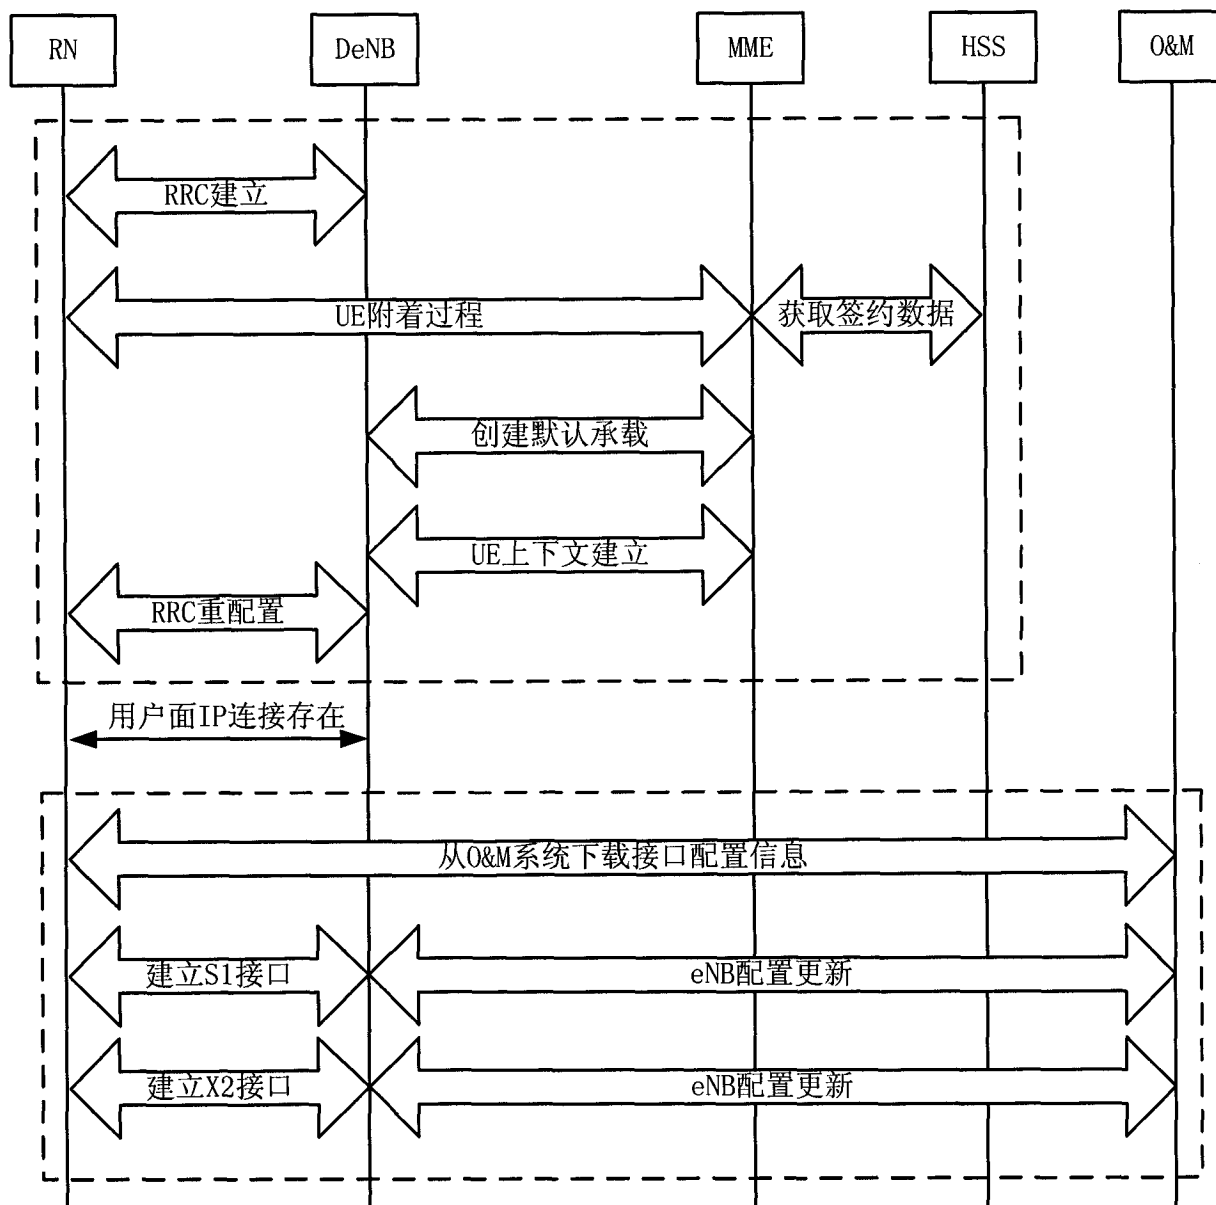 RN
DeNB
MME
HSS
O&M
RRC建立
UE附着过程
获取签约数据
创建默认承载
UE上下文建立
RRC重配置
用户面IP连接存在
从O&M系统下载接口配置信息
建立S1接口
eNB配置更新
建立X2接口
eNB配置更新